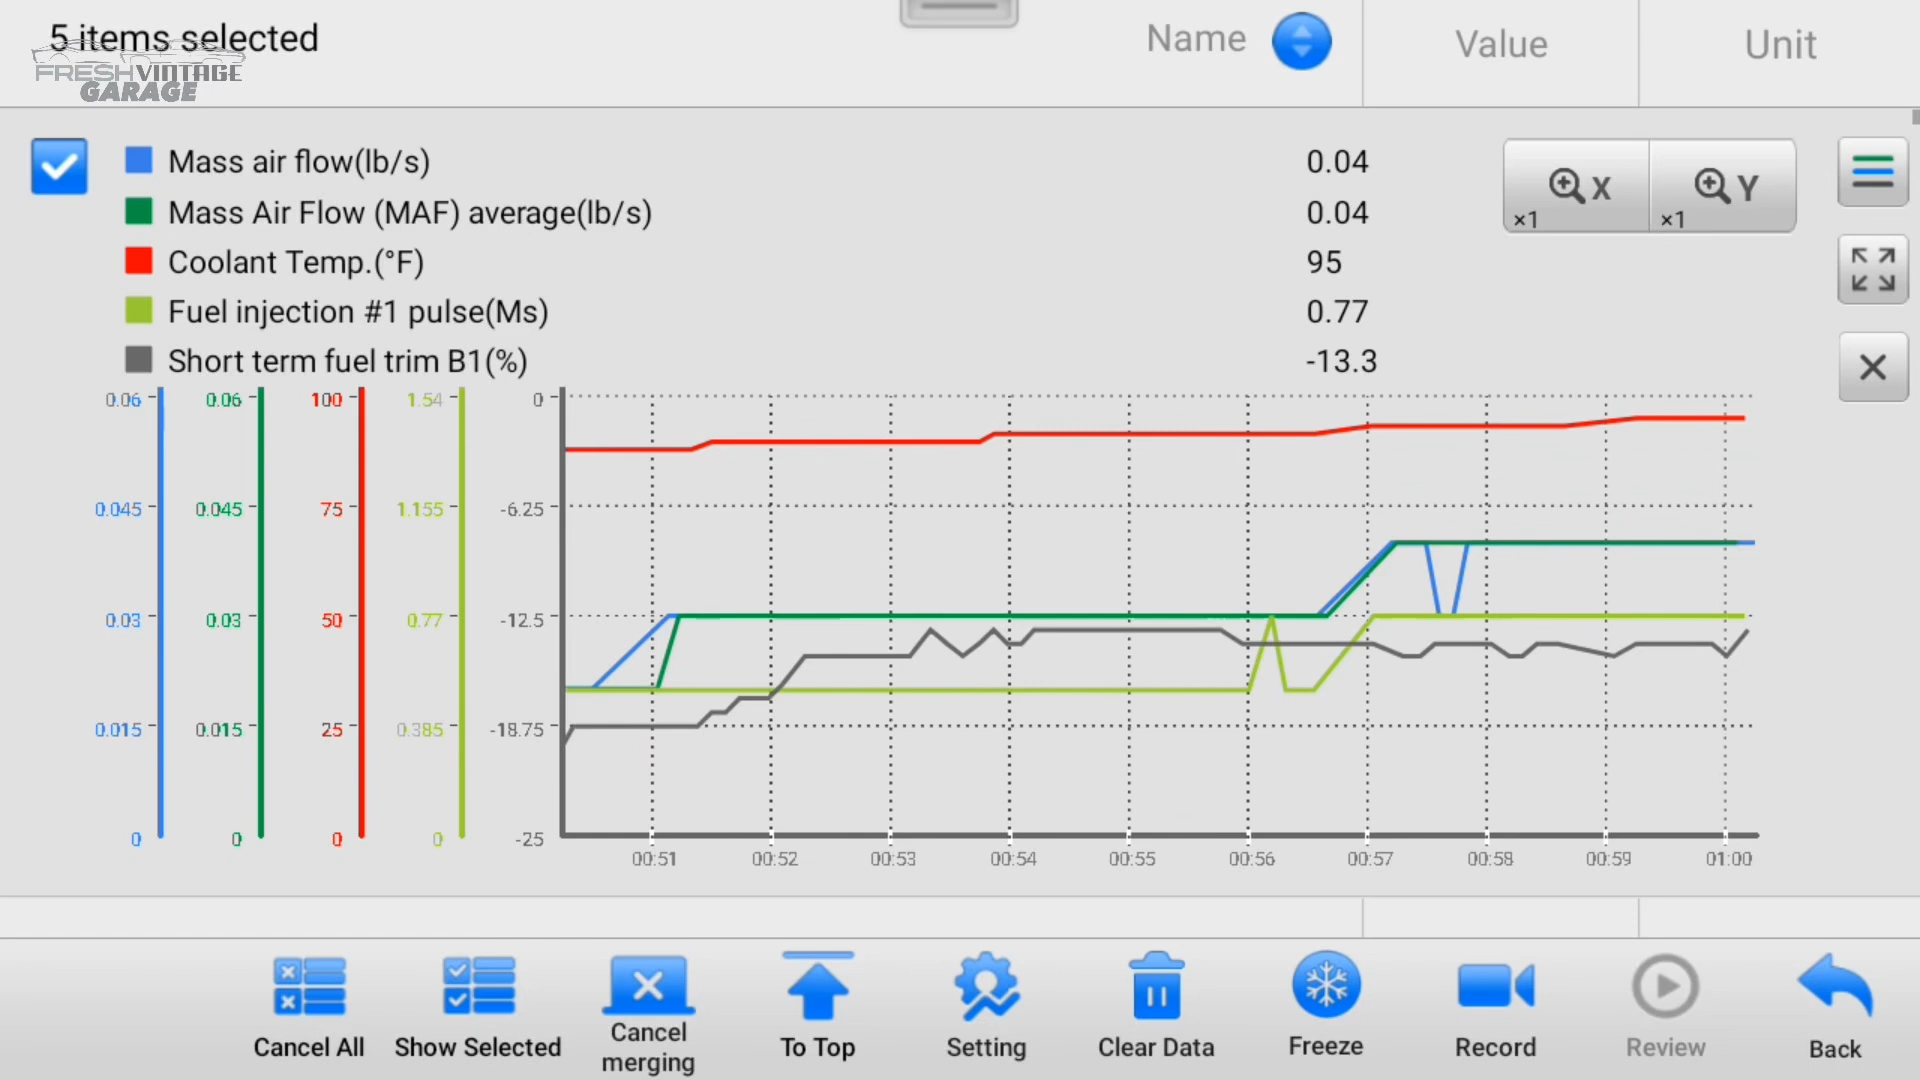 5 items selected
FRESH VINTAGE
GARAGE
Name
Value
Unit
Mass air flow(lb/s) 0.04
Mass Air Flow (MAF) average(lb/s) 0.04
Coolant Temp.(°F) 95
Fuel injection #1 pulse(Ms) 0.77
Short term fuel trim B1(%) -13.3
×1 X ×1 Y
0.06 0.06 100 1.54 0
0.045 0.045 75 1.155 -6.25
0.03 0.03 50 0.77 -12.5
0.015 0.015 25 0.385 -18.75
0 0 0 0 -25
00:51 00:52 00:53 00:54 00:55 00:56 00:57 00:58 00:59 01:00
Cancel All
Show Selected
Cancel
merging
To Top
Setting
Clear Data
Freeze
Record
Review
Back